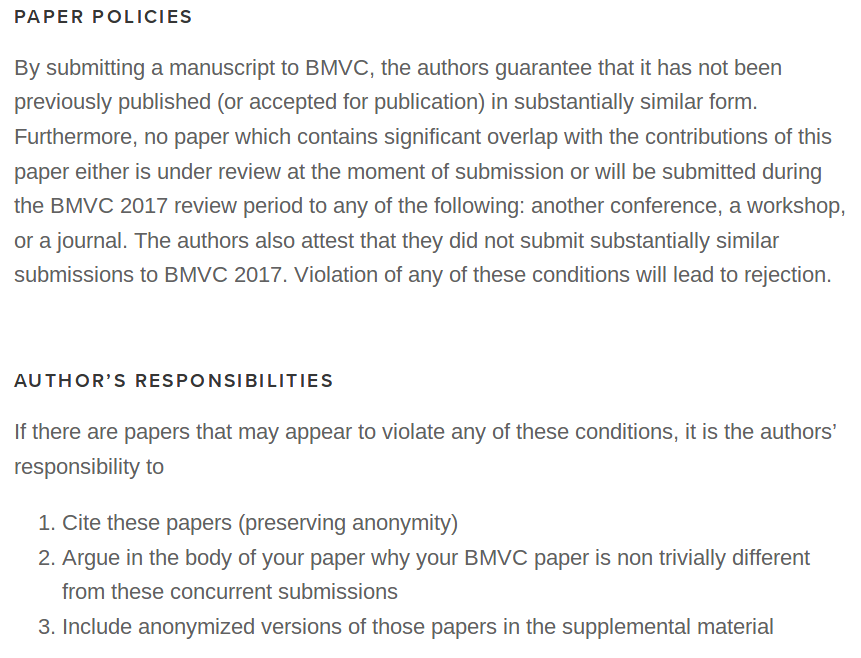 PAPER POLICIES
By submitting a manuscript to BMVC, the authors guarantee that it has not been
previously published (or accepted for publication) in substantially similar form.
Furthermore, no paper which contains significant overlap with the contributions of this
paper either is under review at the moment of submission or will be submitted during
the BMVC 2017 review period to any of the following: another conference, a workshop,
or a journal. The authors also attest that they did not submit substantially similar
submissions to BMVC 2017. Violation of any of these conditions will lead to rejection.
AUTHOR’S RESPONSIBILITIES
If there are papers that may appear to violate any of these conditions, it is the authors’
responsibility to
1. Cite these papers (preserving anonymity)
2. Argue in the body of your paper why your BMVC paper is non trivially different
from these concurrent submissions
3. Include anonymized versions of those papers in the supplemental material